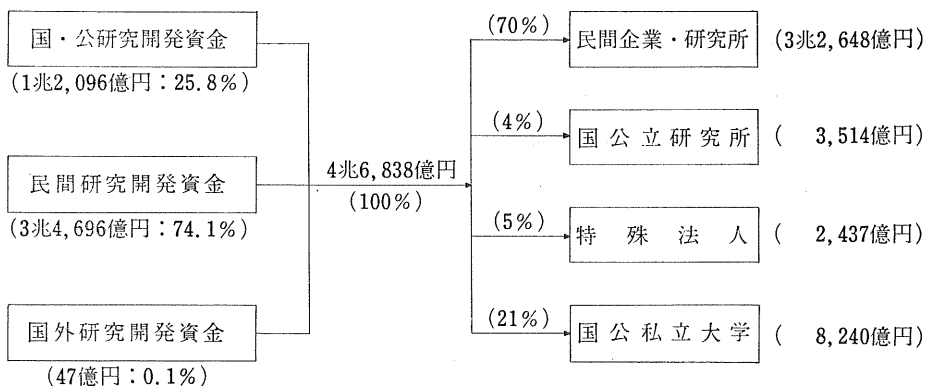 国・公研究開発資金
(1兆2,096億円:25.8%)
民間研究開発資金
(3兆4,696億円:74.1%)
国外研究開発資金
(47億円:0.1%)
4兆6,838億円
(100%)
(70%)
民間企業・研究所
(3兆2,648億円)
(4%)
国公立研究所
( 3,514億円)
(5%)
特殊法人
( 2,437億円)
(21%)
国公私立大学
( 8,240億円)